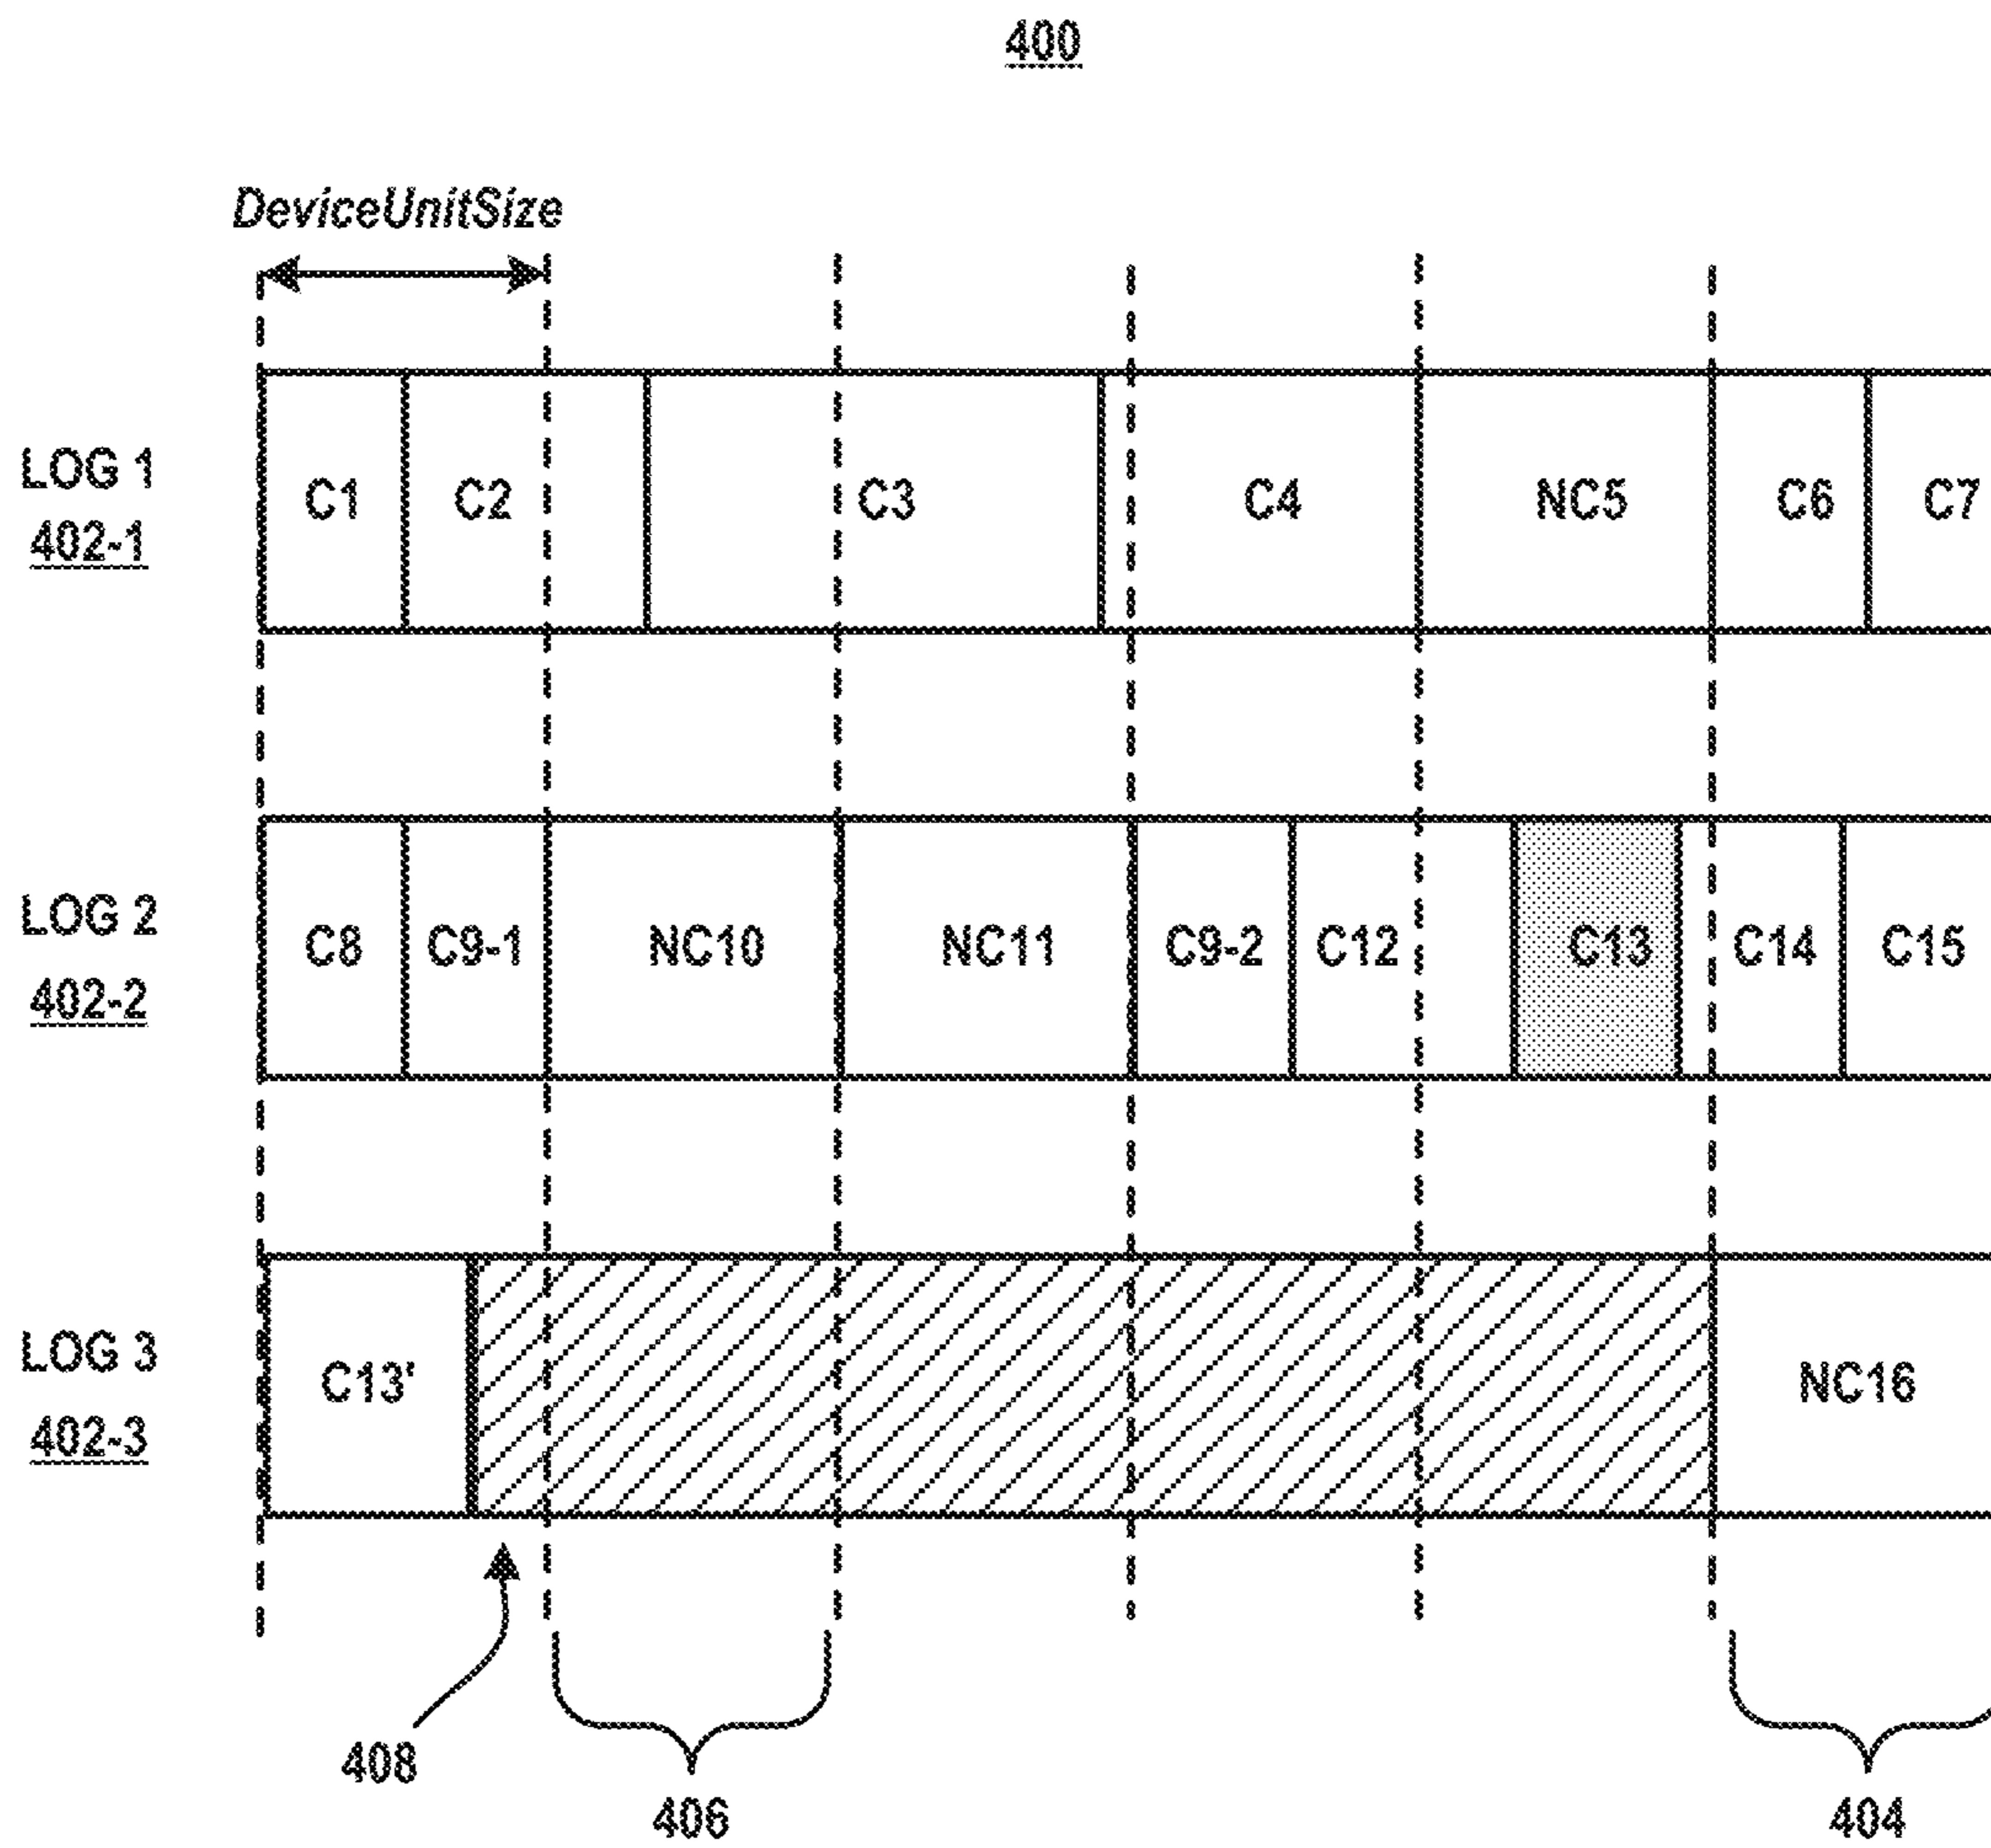 400
DeviceUnitSize
LOG 1
402-1
C1 C2 C3 C4 NC5 C6 C7
LOG 2
402-2
C8 C9-1 NC10 NC11 C9-2 C12 C13 C14 C15
LOG 3
402-3
C13' NC16
408
406
404